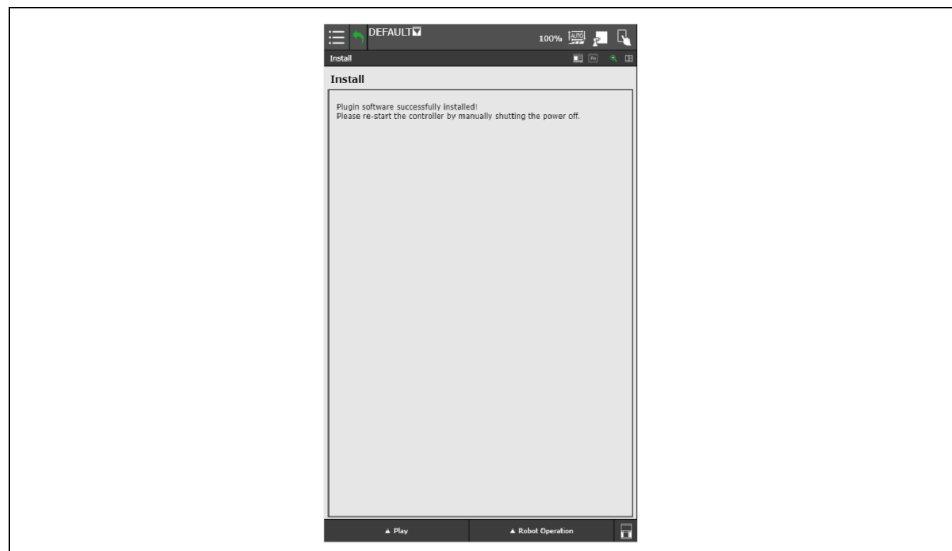 DEFAULT
100%
AUTO
Install
Install
Plugin software successfully installed!
Please re-start the controller by manually shutting the power off.
Play
Robot Operation